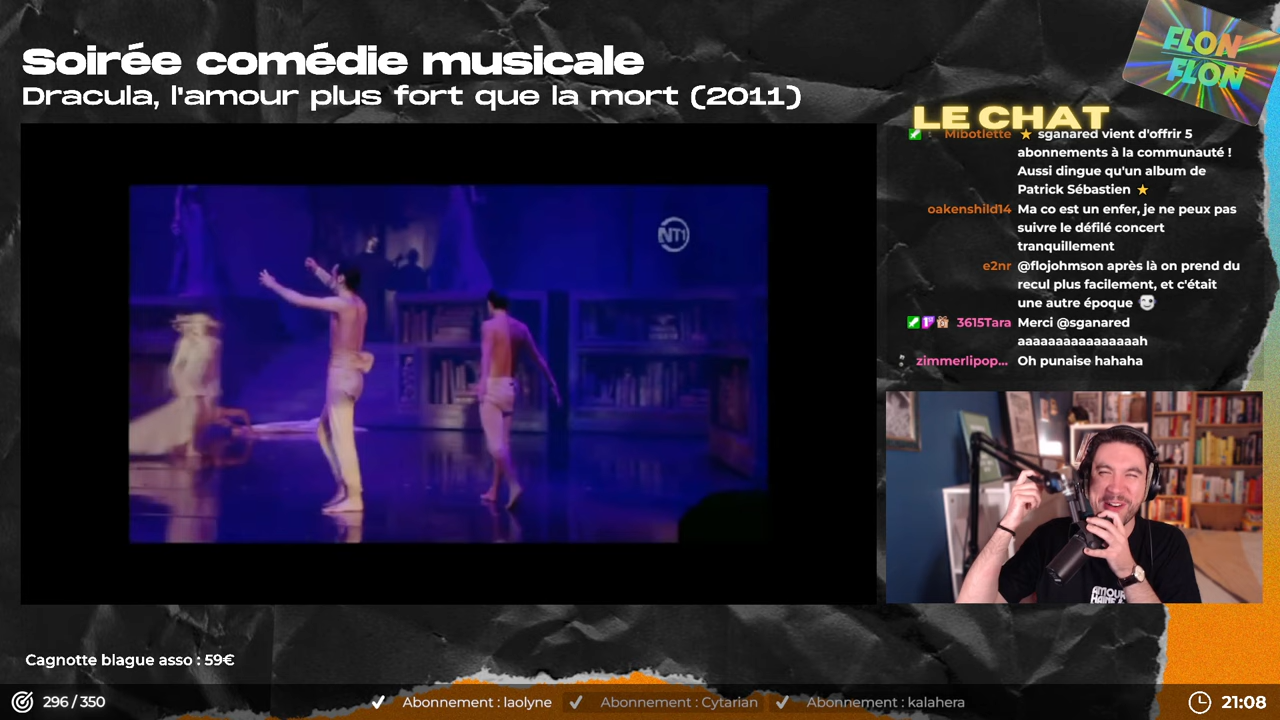 Soirée comédie musicale
Dracula, l'amour plus fort que la mort (2011)
FLON
FLON
LE CHAT
NT1
Mibotlette ★ sganared vient d'offrir 5
abonnements à la communauté !
Aussi dingue qu'un album de
Patrick Sébastien ★
oakenshild14 Ma co est un enfer, je ne peux pas
suivre le défilé concert
tranquillement
e2nr @flojohmson après là on prend du
recul plus facilement, et c'était
une autre époque
3615Tara Merci @sganared
aaaaaaaaaaaaaaaah
zimmerlipop... Oh punaise hahaha
AMOUR
HAINE
Cagnotte blague asso : 59€
296 / 350
Abonnement : laolyne
Abonnement : Cytarian
Abonnement : kalahera
21:08